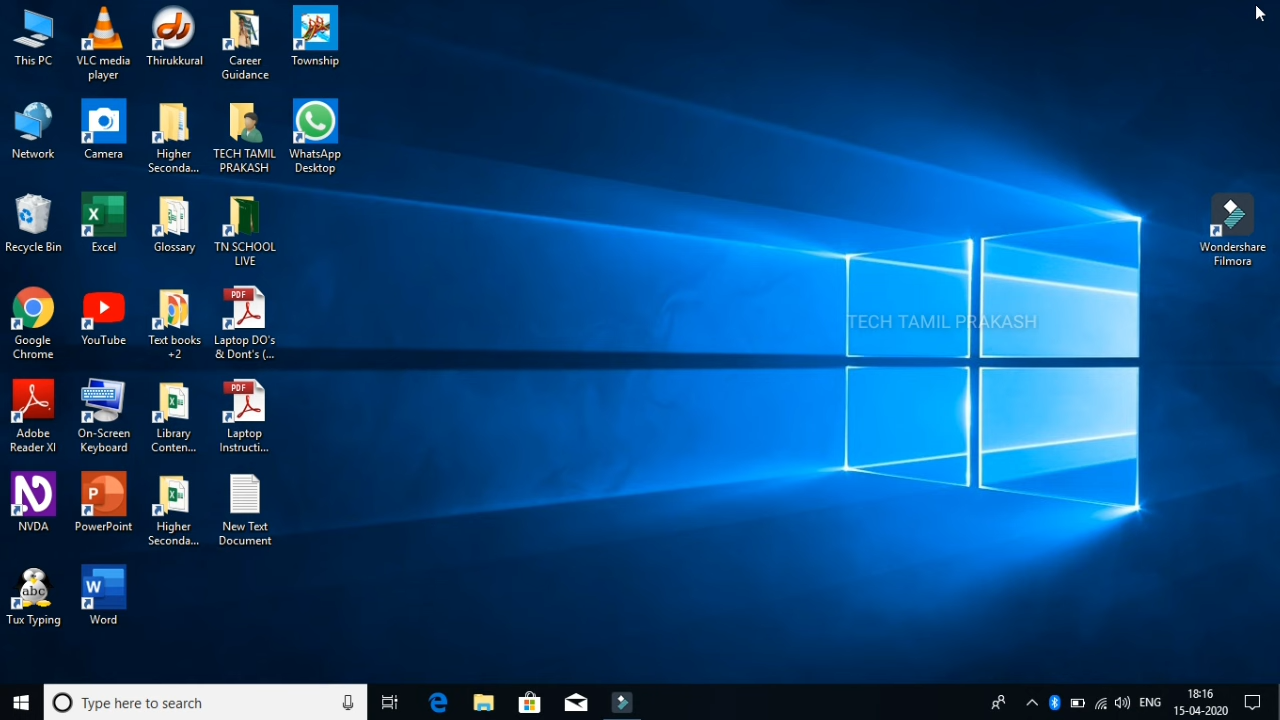 This PC
VLC media
player
Thirukkural
Career
Guidance
Township
Network
Camera
Higher
Seconda...
TECH TAMIL
PRAKASH
WhatsApp
Desktop
Recycle Bin
Excel
Glossary
TN SCHOOL
LIVE
Wondershare
Filmora
Google
Chrome
YouTube
Text books
+2
PDF
Laptop DO's
& Dont's (...
TECH TAMIL PRAKASH
Adobe
Reader XI
On-Screen
Keyboard
Library
Conten...
PDF
Laptop
Instructi...
NVDA
PowerPoint
Higher
Seconda...
New Text
Document
abc
Tux Typing
Word
Type here to search
ENG
18:16
15-04-2020